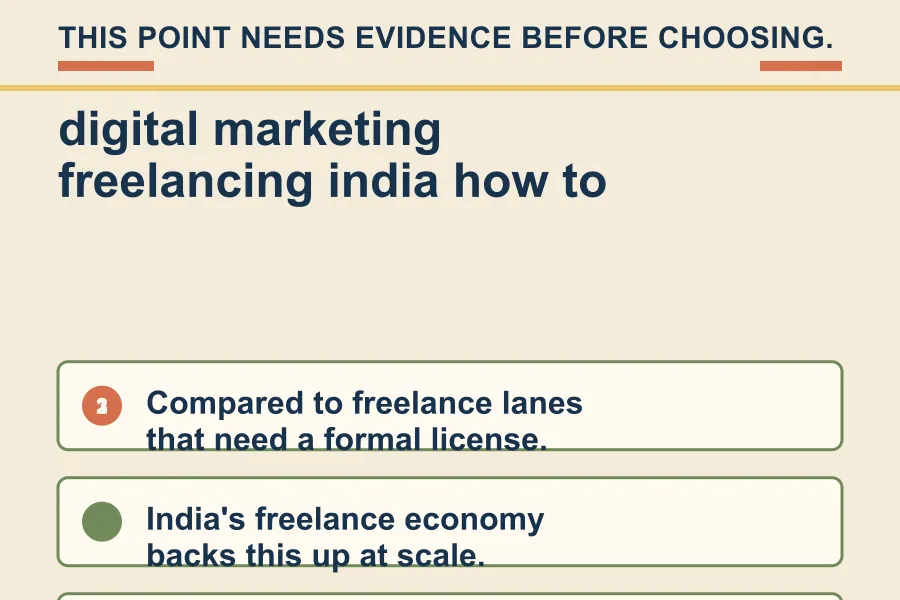 THIS POINT NEEDS EVIDENCE BEFORE CHOOSING.
digital marketing
freelancing india how to
Compared to freelance lanes
that need a formal license.
India's freelance economy
backs this up at scale.